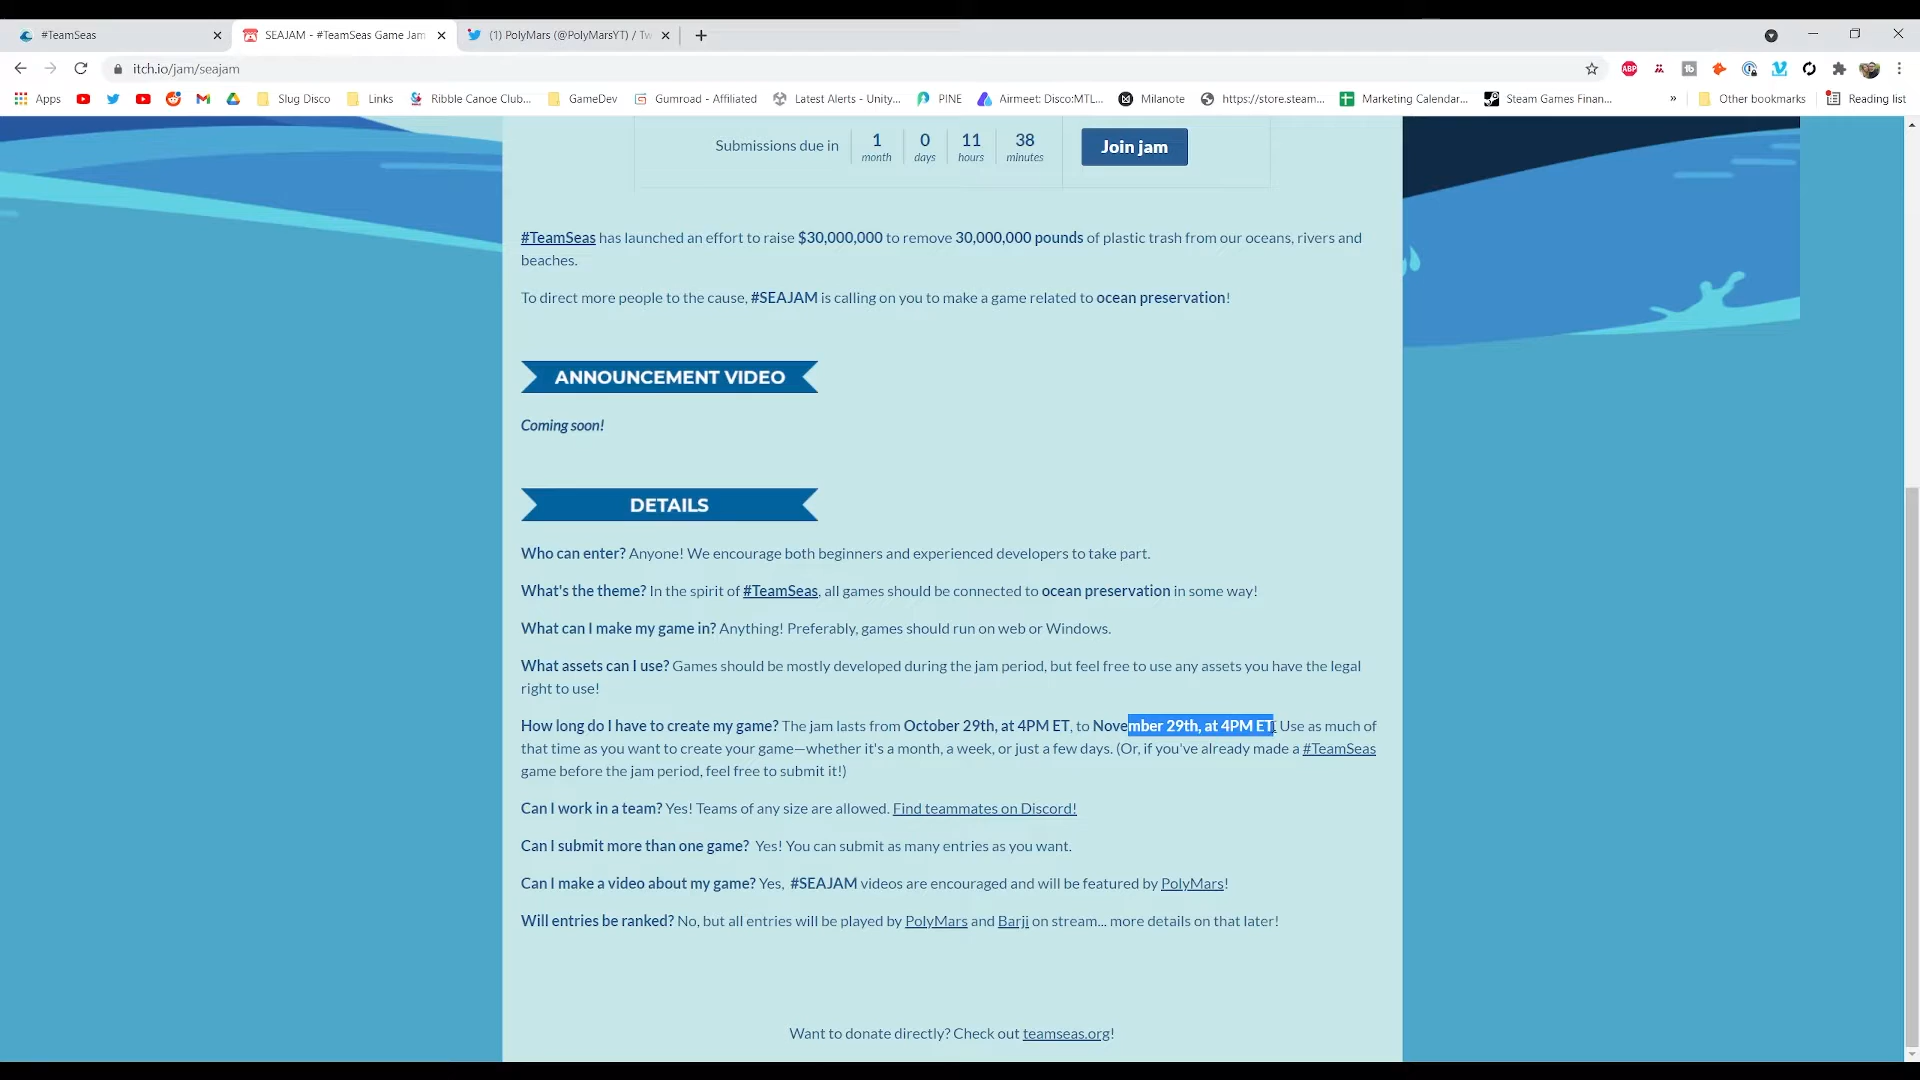 #TeamSeas
SEAJAM - #TeamSeas Game Jam
(1) PolyMars (@PolyMarsYT) / Tw
itch.io/jam/seajam
ABP
Apps
Slug Disco
Links
Ribble Canoe Club...
GameDev
Gumroad - Affiliated
Latest Alerts - Unity...
PINE
Airmeet: Disco:MTL...
Milanote
https://store.steam...
Marketing Calendar...
Steam Games Finan...
»
Other bookmarks
Reading list
Submissions due in
1 month
0 days
11 hours
38 minutes
Join jam
#TeamSeas has launched an effort to raise $30,000,000 to remove 30,000,000 pounds of plastic trash from our oceans, rivers and
beaches.
To direct more people to the cause, #SEAJAM is calling on you to make a game related to ocean preservation!
ANNOUNCEMENT VIDEO
Coming soon!
DETAILS
Who can enter? Anyone! We encourage both beginners and experienced developers to take part.
What's the theme? In the spirit of #TeamSeas, all games should be connected to ocean preservation in some way!
What can I make my game in? Anything! Preferably, games should run on web or Windows.
What assets can I use? Games should be mostly developed during the jam period, but feel free to use any assets you have the legal
right to use!
How long do I have to create my game? The jam lasts from October 29th, at 4PM ET, to November 29th, at 4PM ET. Use as much of
that time as you want to create your game—whether it's a month, a week, or just a few days. (Or, if you've already made a #TeamSeas
game before the jam period, feel free to submit it!)
Can I work in a team? Yes! Teams of any size are allowed. Find teammates on Discord!
Can I submit more than one game? Yes! You can submit as many entries as you want.
Can I make a video about my game? Yes, #SEAJAM videos are encouraged and will be featured by PolyMars!
Will entries be ranked? No, but all entries will be played by PolyMars and Barji on stream... more details on that later!
Want to donate directly? Check out teamseas.org!